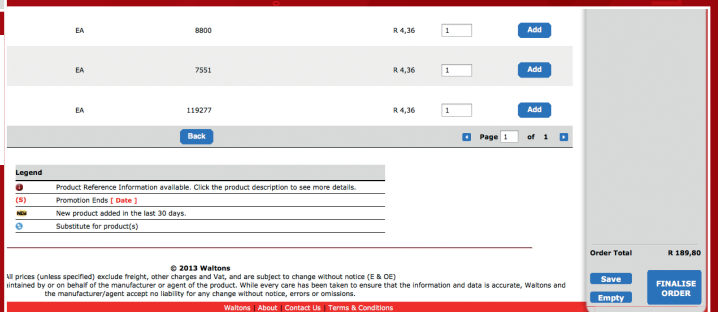 EA 8800 R 4,36 1 Add
EA 7551 R 4,36 1 Add
EA 119277 R 4,36 1 Add
Back Page 1 of 1
Legend
Product Reference Information available. Click the product description to see more details.
(S) Promotion Ends [ Date ]
NEW New product added in the last 30 days.
Substitute for product(s)
© 2013 Waltons
All prices (unless specified) exclude freight, other charges and Vat, and are subject to change without notice (E & OE)
intained by or on behalf of the manufacturer or agent of the product. While every care has been taken to ensure that the information and data is accurate, Waltons and
the manufacturer/agent accept no liability for any change without notice, errors or omissions.
Waltons | About | Contact Us | Terms & Conditions
Order Total R 189,80
Save
Empty
FINALISE
ORDER